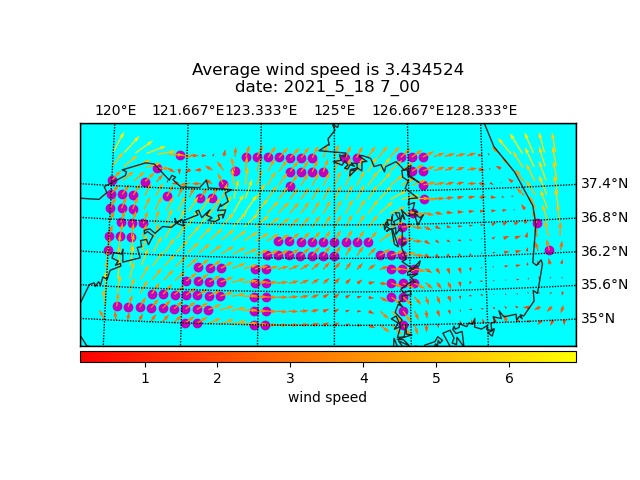 Average wind speed is 3.434524
date: 2021_5_18 7_00
120°E 121.667°E 123.333°E 125°E 126.667°E 128.333°E
37.4°N
36.8°N
36.2°N
35.6°N
35°N
1 2 3 4 5 6
wind speed